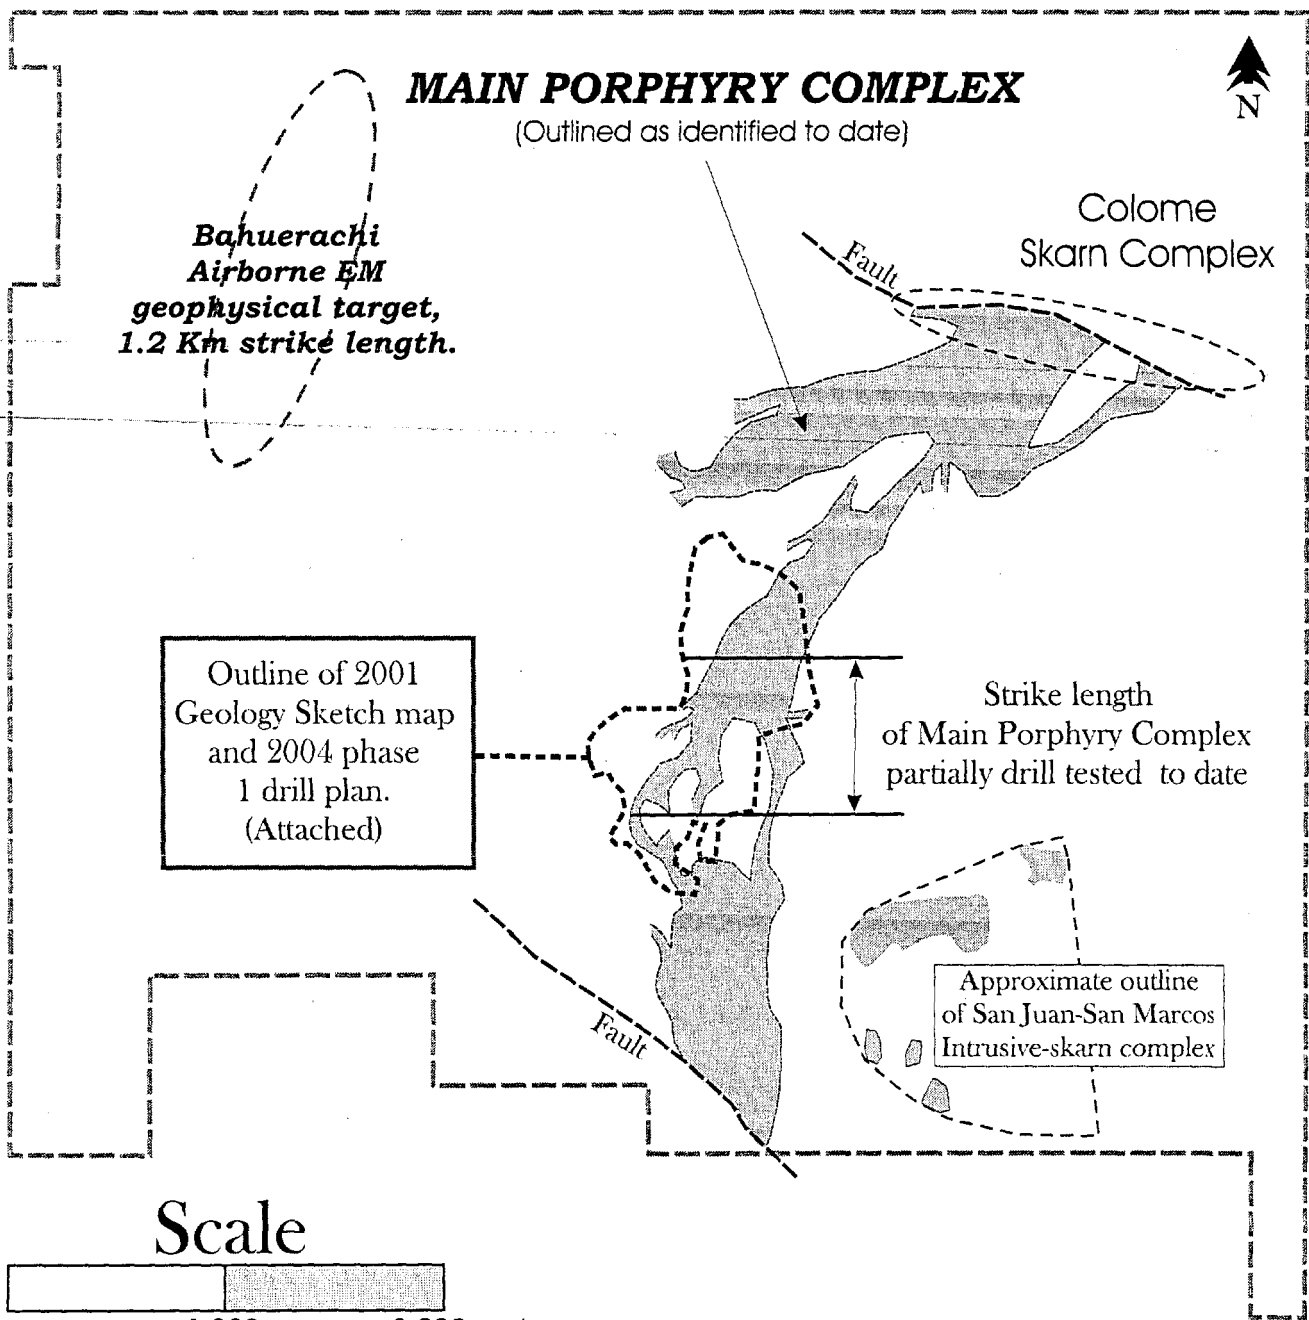 MAIN PORPHYRY COMPLEX
(Outlined as identified to date)
N
Colome
Skarn Complex
Fault
Bahuerachi
Airborne EM
geophysical target,
1.2 Km strike length.
Outline of 2001
Geology Sketch map
and 2004 phase
1 drill plan.
(Attached)
Strike length
of Main Porphyry Complex
partially drill tested to date
Approximate outline
of San Juan-San Marcos
Intrusive-skarn complex
Fault
Scale